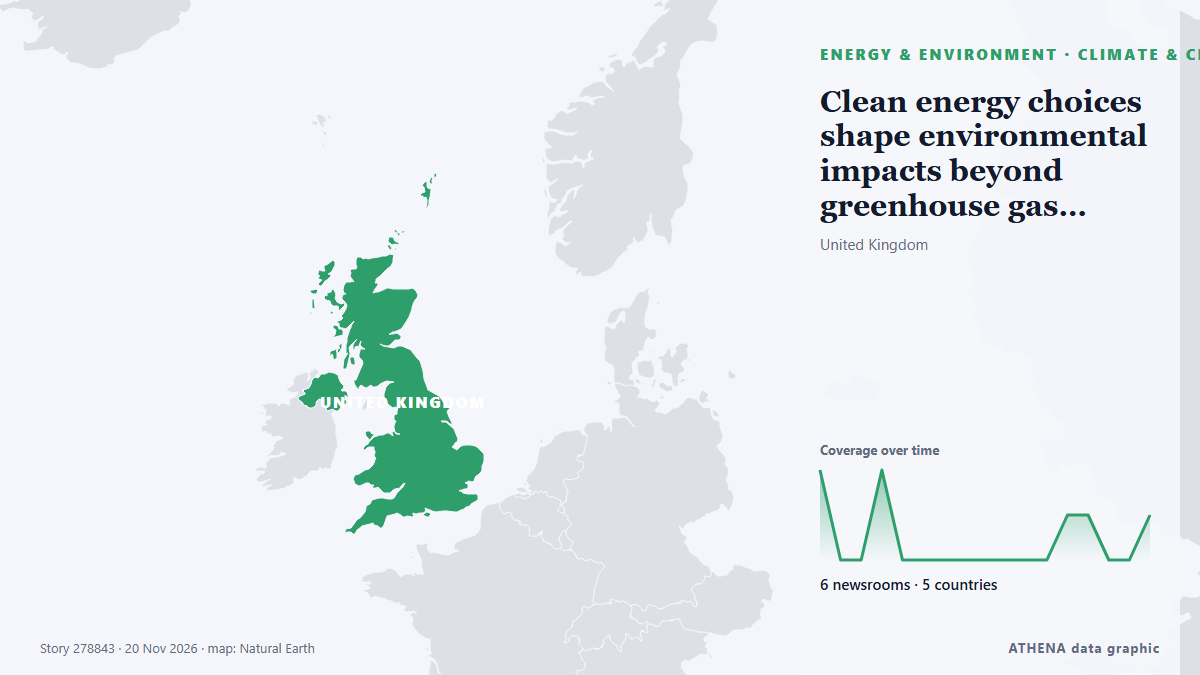 ENERGY & ENVIRONMENT · CLIMATE &
Clean energy choices
shape environmental
impacts beyond
greenhouse gas...
United Kingdom
UNITED KINGDOM
Coverage over time
6 newsrooms · 5 countries
Story 278843 · 20 Nov 2026 · map: Natural Earth
ATHENA data graphic